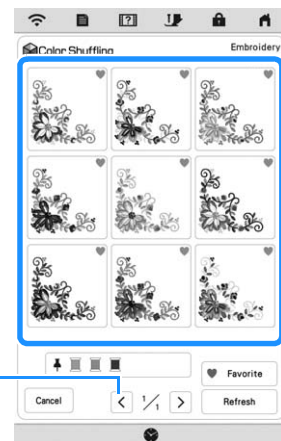 Color Shuffling
Embroidery
Favorite
Cancel
< 1/1 >
Refresh